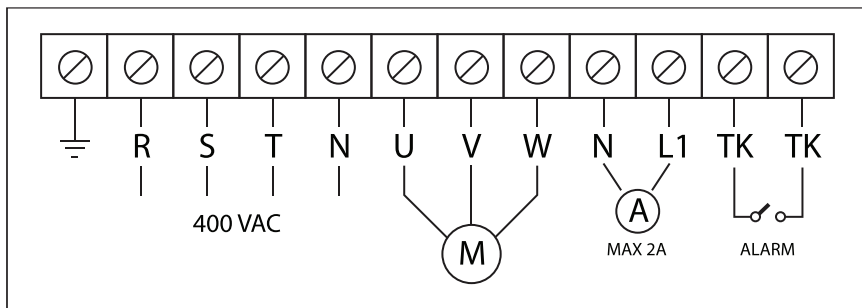 R S T N U V W N L1 TK TK
400 VAC
M
A
MAX 2A
ALARM